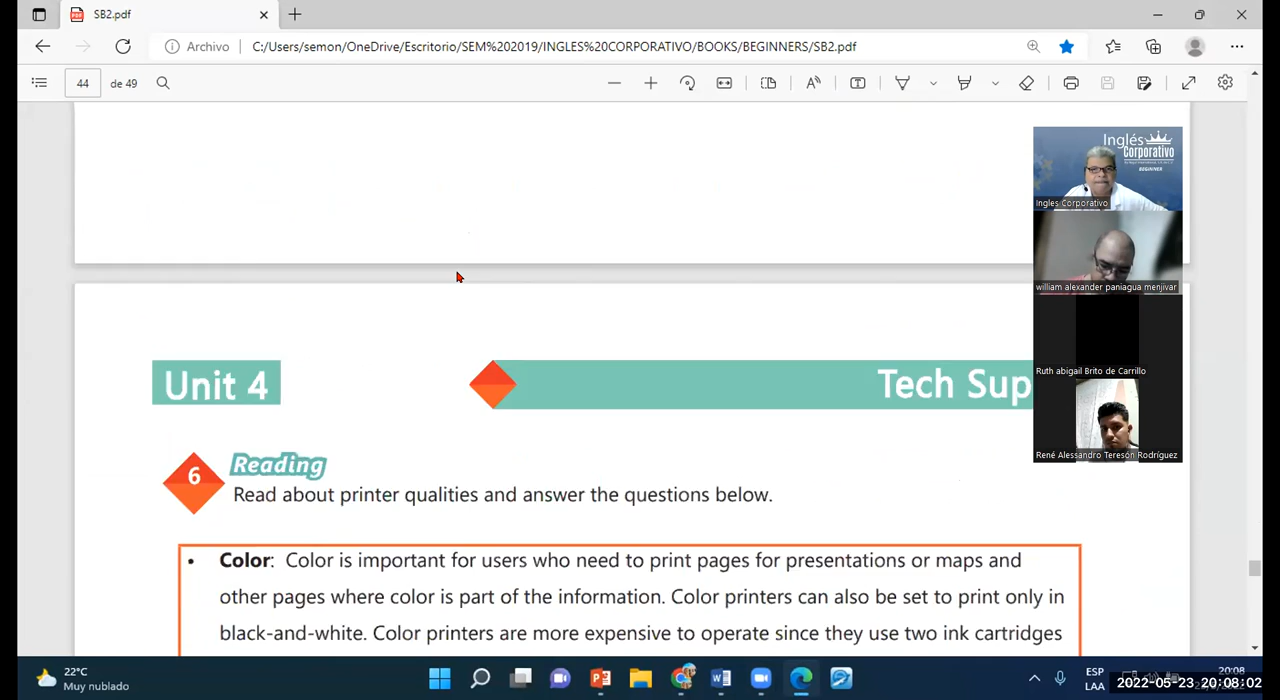 SB2.pdf
Archivo
C:/Users/semon/OneDrive/Escritorio/SEM%202019/INGLES%20CORPORATIVO/BOOKS/BEGINNERS/SB2.pdf
44
de 49
Inglés
Corporativo
BEGINNER
Ingles Corporativo
william alexander paniagua menjivar
Ruth abigail Brito de Carrillo
René Alessandro Teresón Rodríguez
Unit 4
Tech Sup
6
Reading
Read about printer qualities and answer the questions below.
• Color: Color is important for users who need to print pages for presentations or maps and
other pages where color is part of the information. Color printers can also be set to print only in
black-and-white. Color printers are more expensive to operate since they use two ink cartridges
22°C
Muy nublado
ESP
LAA
20:08
2022-05-23 20:08:02